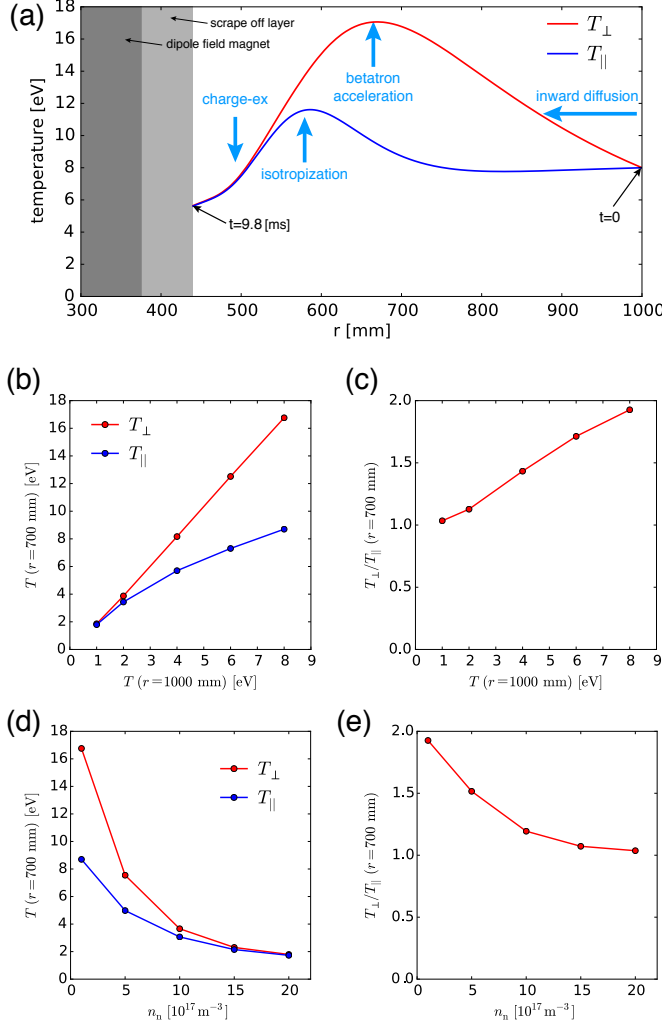 (a)
scrape off layer
dipole field magnet
T⊥
T||
charge-ex
betatron
acceleration
inward diffusion
isotropization
t=9.8 [ms]
t=0
temperature [eV]
18
16
14
12
10
8
6
4
2
0
300 400 500 600 700 800 900 1000
r [mm]
(b)
T⊥
T||
T (r=700 mm) [eV]
18
16
14
12
10
8
6
4
2
0
0 1 2 3 4 5 6 7 8 9
T (r=1000 mm) [eV]
(c)
T⊥/T|| (r=700 mm)
2.0
1.5
1.0
0.5
0.0
0 1 2 3 4 5 6 7 8 9
T (r=1000 mm) [eV]
(d)
T⊥
T||
T (r=700 mm) [eV]
18
16
14
12
10
8
6
4
2
0
0 5 10 15 20
nₙ [10¹⁷m⁻³]
(e)
T⊥/T|| (r=700 mm)
2.0
1.5
1.0
0.5
0.0
0 5 10 15 20
nₙ [10¹⁷m⁻³]